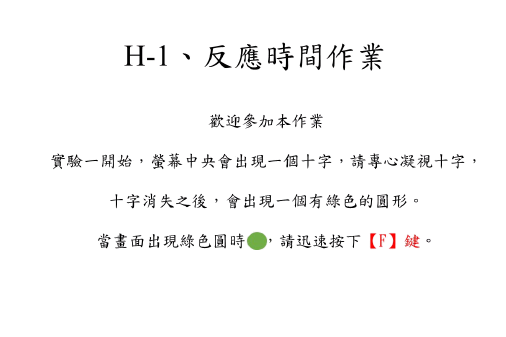 H-1、反應時間作業
歡迎參加本作業
實驗一開始，螢幕中央會出現一個十字，請專心凝視十字，
十字消失之後，會出現一個有綠色的圓形。
當畫面出現綠色圓時，請迅速按下【F】鍵。